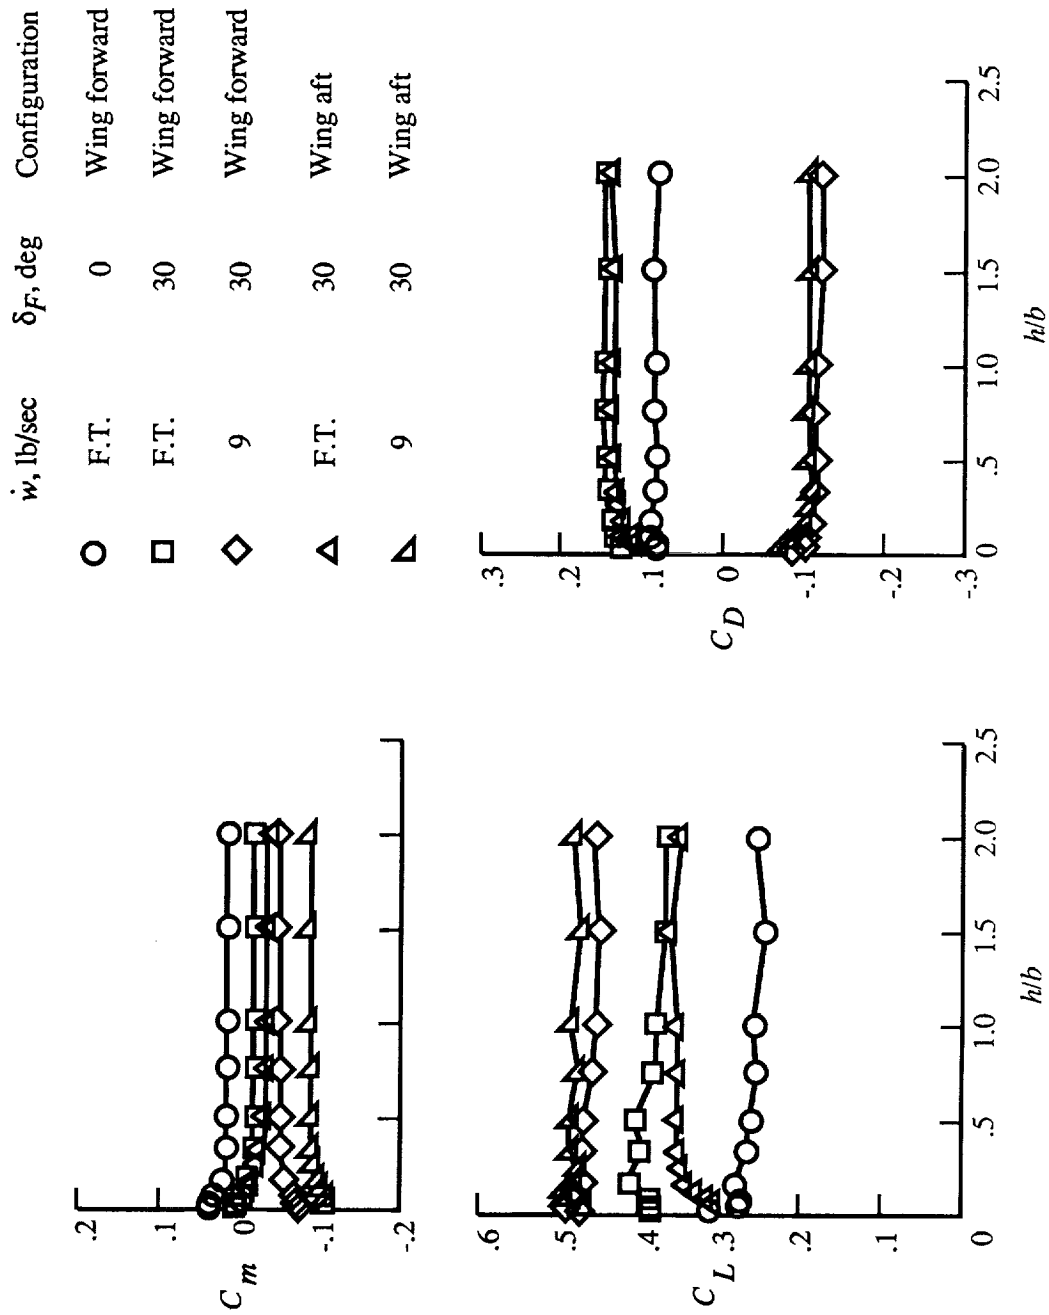 ẇ, lb/sec δF, deg Configuration
F.T. 0 Wing forward
F.T. 30 Wing forward
9 30 Wing forward
F.T. 30 Wing aft
9 30 Wing aft
.2
.1
C m
0
-.1
-.2
.6
.5
.4
C L
.3
.2
.1
0
.5 1.0 1.5 2.0 2.5
h/b
.3
.2
.1
C D
0
-.1
-.2
-.3
0 .5 1.0 1.5 2.0 2.5
h/b